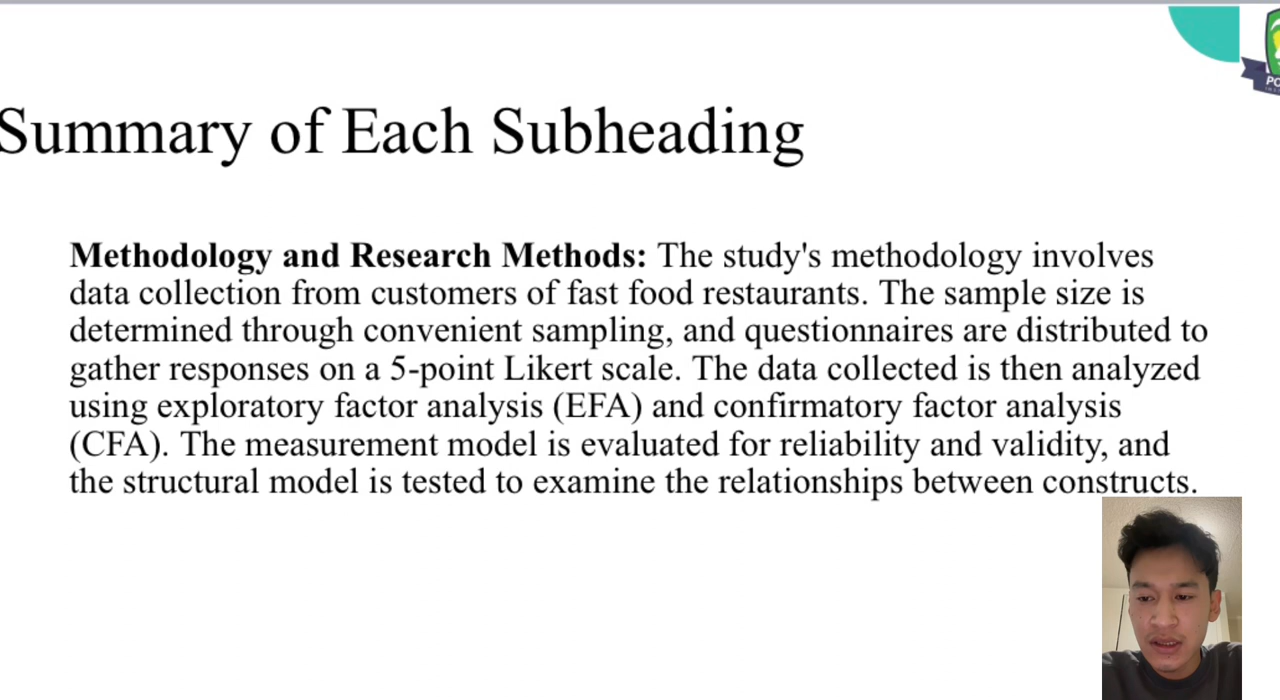 Summary of Each Subheading
Methodology and Research Methods: The study's methodology involves
data collection from customers of fast food restaurants. The sample size is
determined through convenient sampling, and questionnaires are distributed to
gather responses on a 5-point Likert scale. The data collected is then analyzed
using exploratory factor analysis (EFA) and confirmatory factor analysis
(CFA). The measurement model is evaluated for reliability and validity, and
the structural model is tested to examine the relationships between constructs.